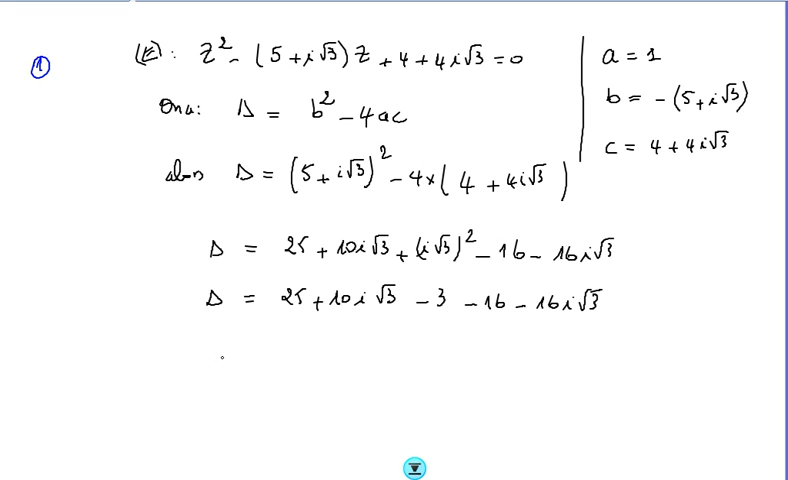 ① (E): Z² - (5+i√3)Z + 4 + 4i√3 = 0
a = 1
On a: Δ = b² - 4ac
b = -(5+i√3)
c = 4 + 4i√3
alors Δ = (5+i√3)² - 4×(4 + 4i√3)
Δ = 25 + 10i√3 + (i√3)² - 16 - 16i√3
Δ = 25 + 10i√3 - 3 - 16 - 16i√3